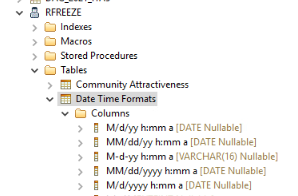 RFREEZE
Indexes
Macros
Stored Procedures
Tables
Community Attractiveness
Date Time Formats
Columns
M/d/yy h:mm a [DATE Nullable]
MM/dd/yy h:mm a [DATE Nullable]
M-d-yy h:mm a [VARCHAR(16) Nullable]
MM/dd/yyyy h:mm a [DATE Nullable]
M/d/yyyy h:mm a [DATE Nullable]